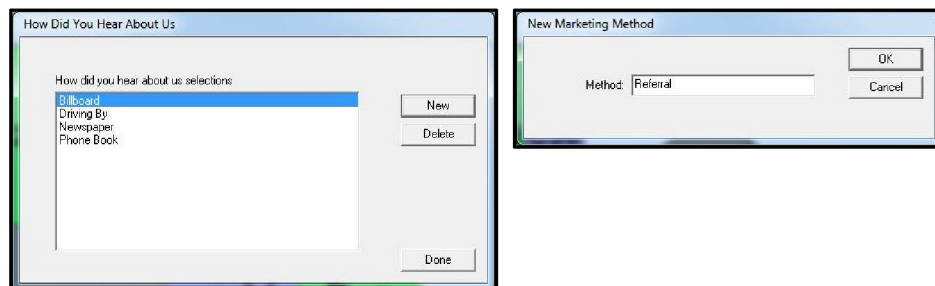 How Did You Hear About Us
How did you hear about us selections
Billboard
Driving By
Newspaper
Phone Book
New
Delete
Done
New Marketing Method
Method:
Referral
OK
Cancel